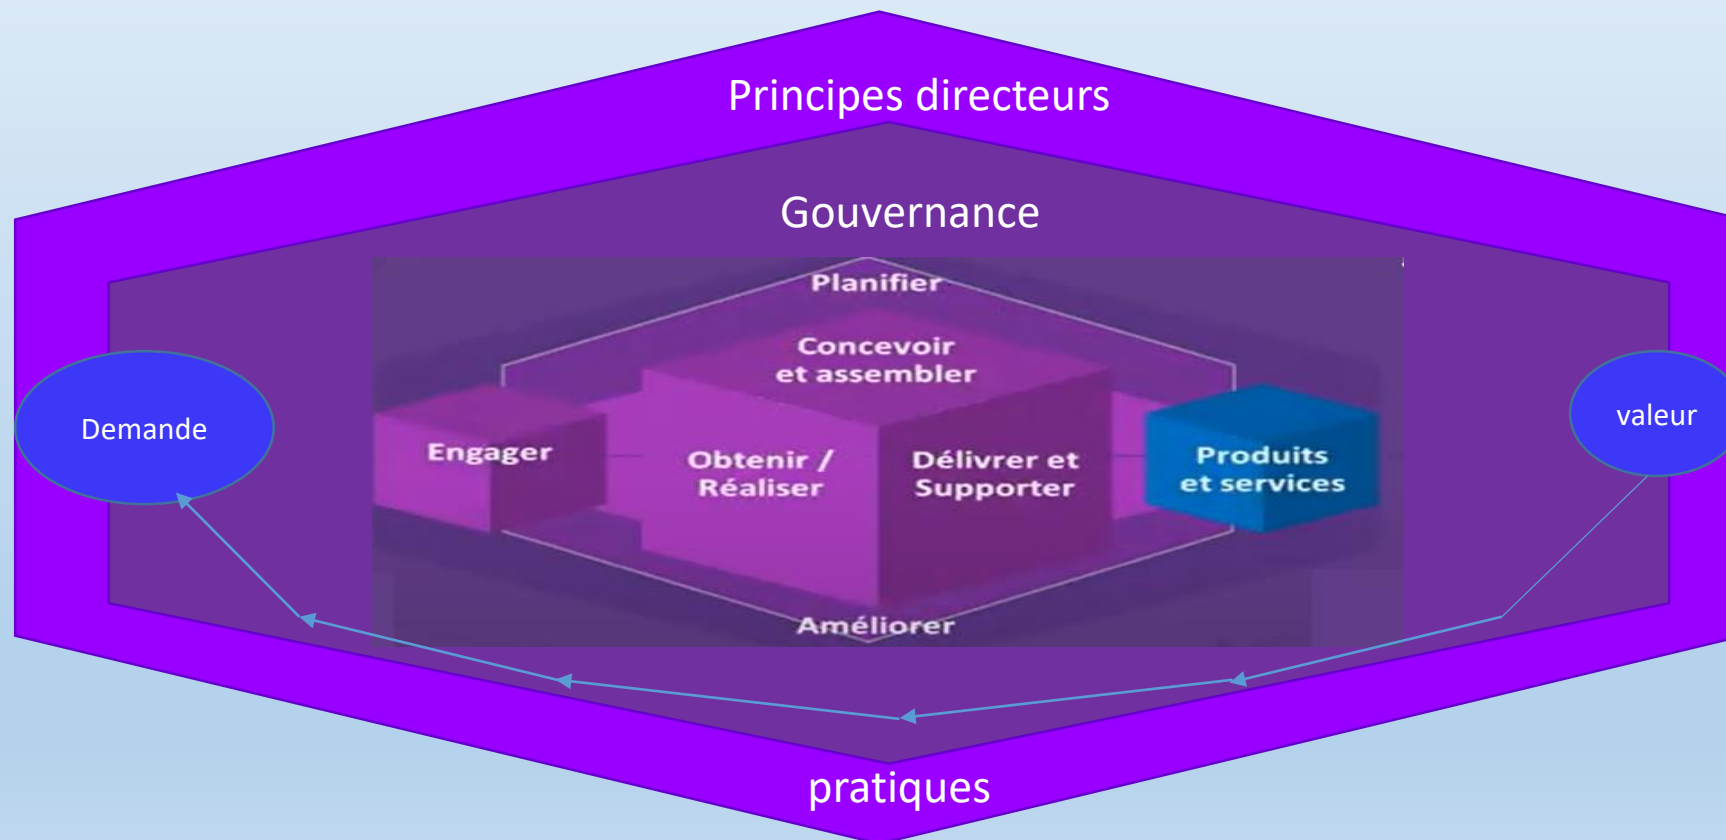 Principes directeurs
Gouvernance
Planifier
Concevoir
et assembler
Demande
Engager
Obtenir /
Réaliser
Délivrer et
Supporter
Produits
et services
valeur
Améliorer
pratiques